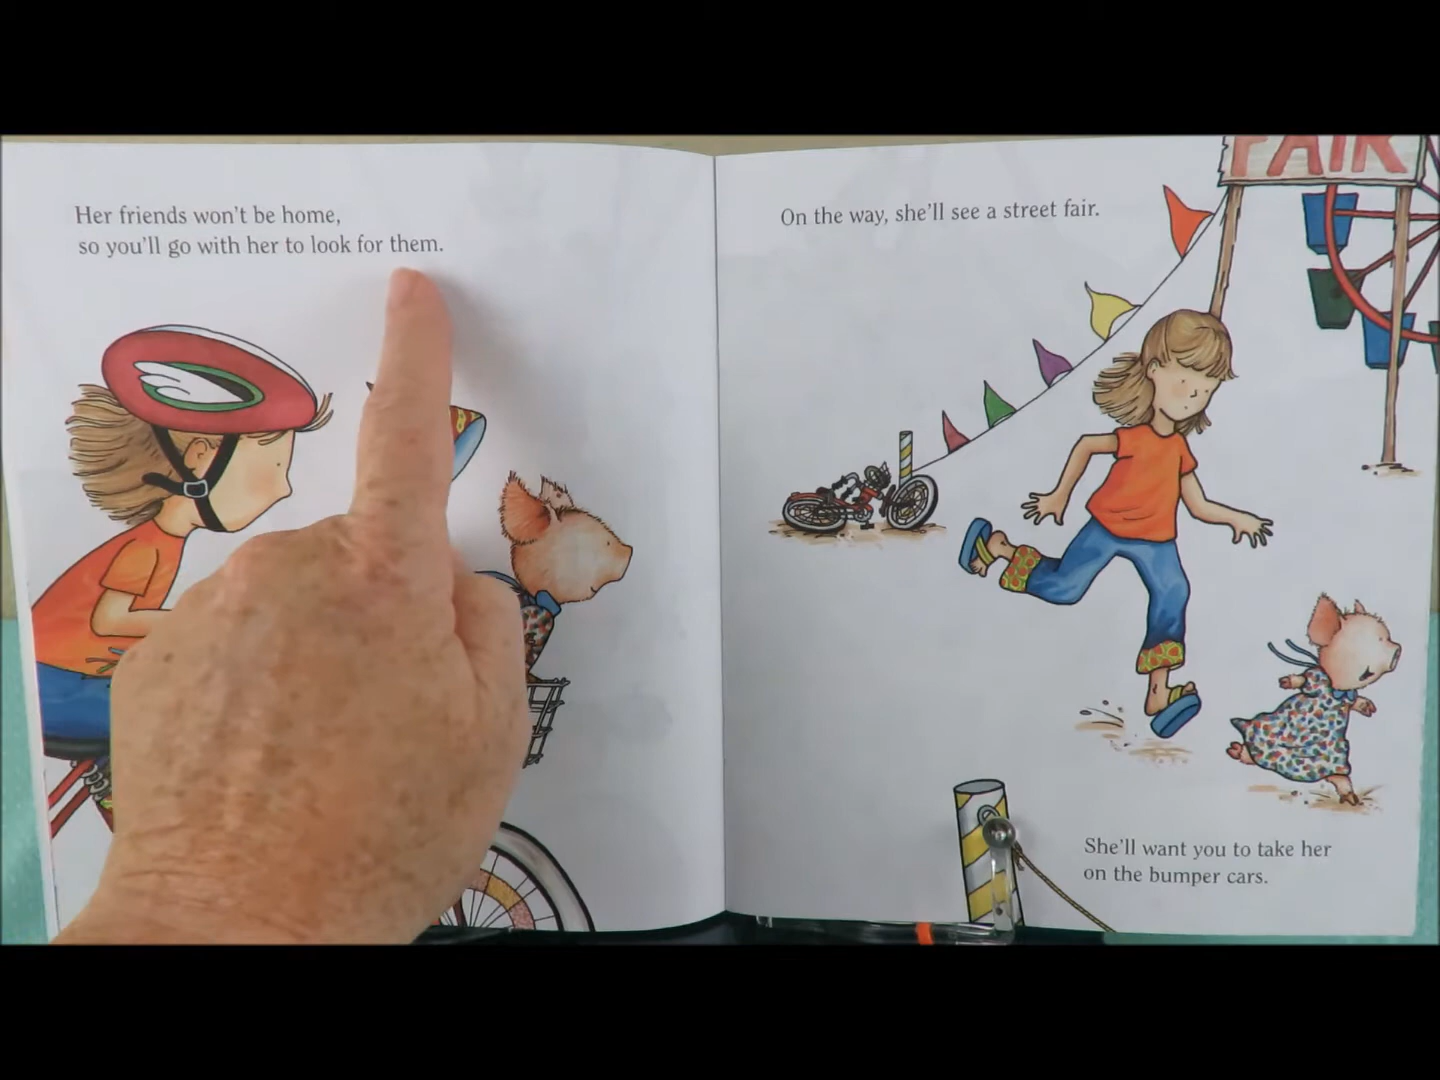 Her friends won't be home,
so you'll go with her to look for them.
On the way, she'll see a street fair.
FAIR
She'll want you to take her
on the bumper cars.